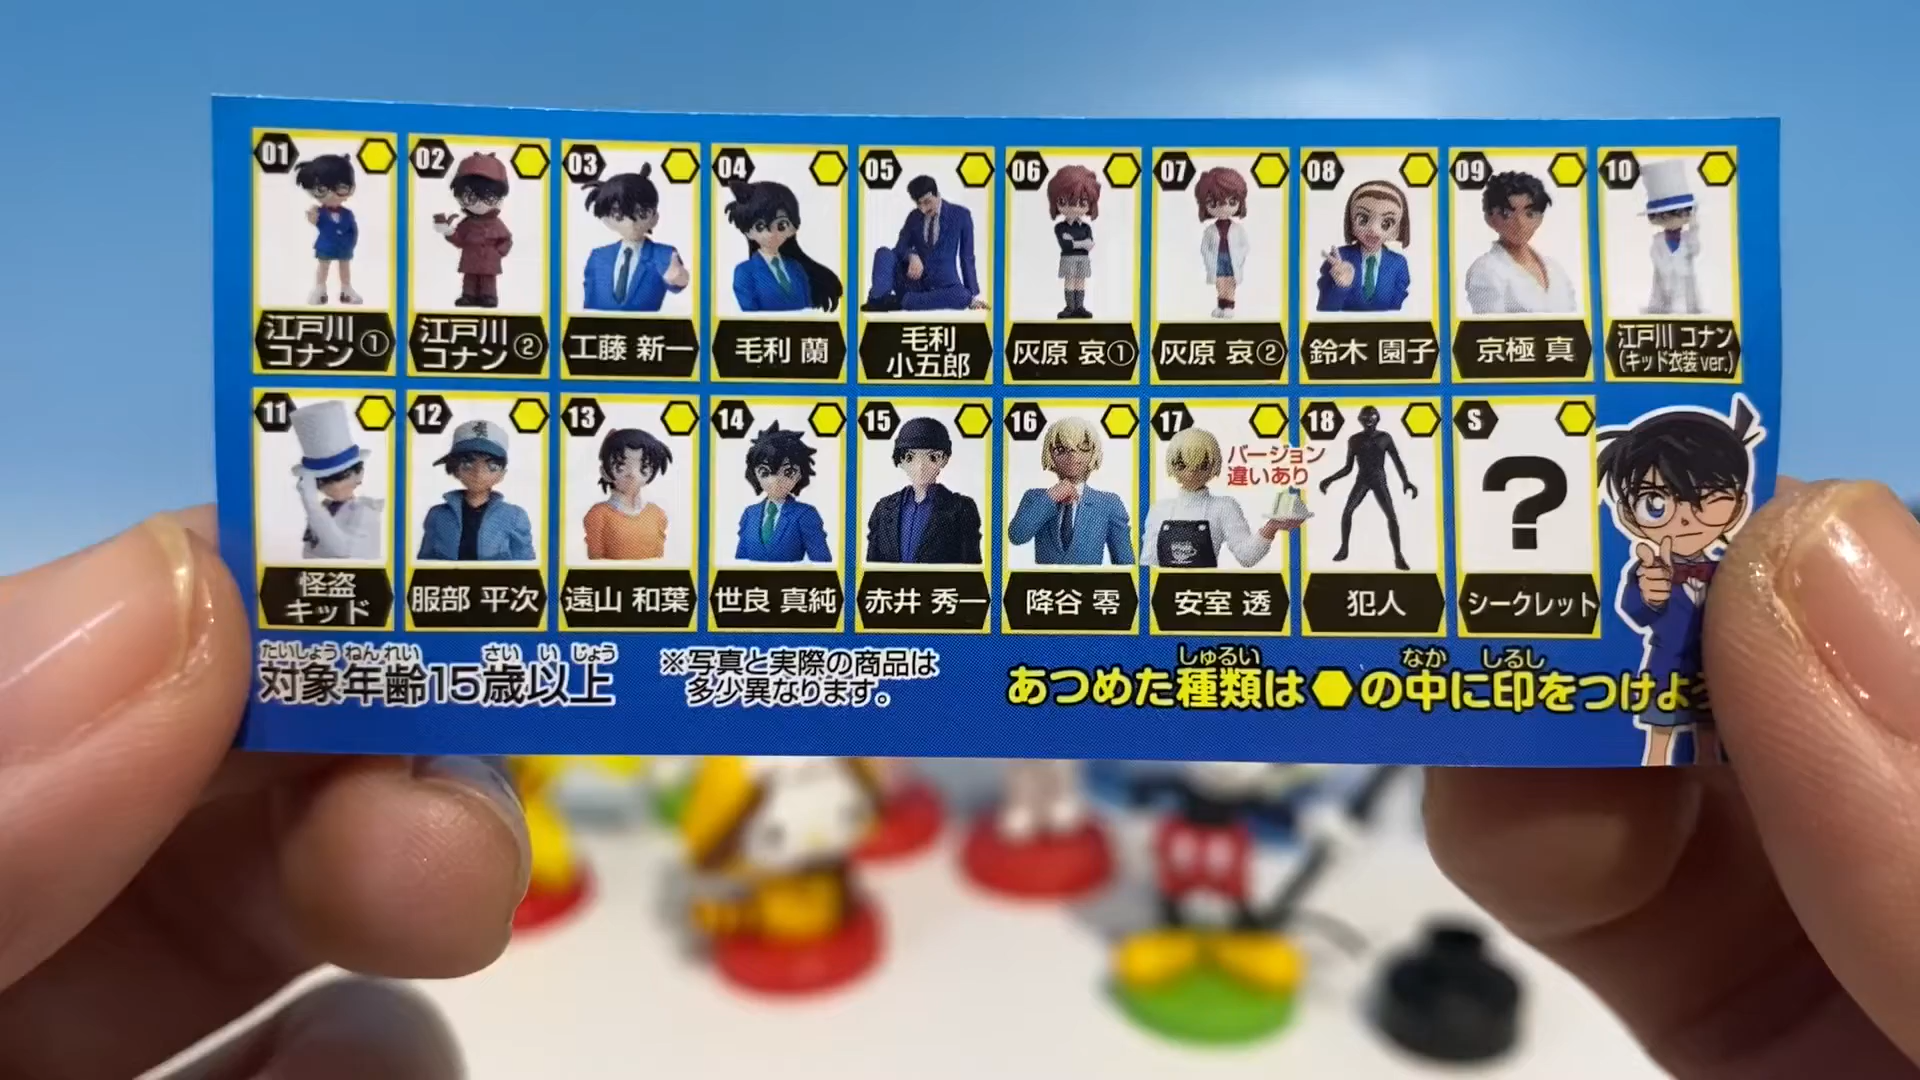 01
江戸川
コナン①
02
江戸川
コナン②
03
工藤 新一
04
毛利 蘭
05
毛利
小五郎
06
灰原 哀①
07
灰原 哀②
08
鈴木 園子
09
京極 真
10
江戸川 コナン
(キッド衣装ver.)
11
怪盗
キッド
12
服部 平次
13
遠山 和葉
14
世良 真純
15
赤井 秀一
16
降谷 零
17
バージョン
違いあり
安室 透
18
犯人
S
?
シークレット
たいしょう ねんれい さい い じょう
対象年齢15歳以上
※写真と実際の商品は
多少異なります。
しゅるい なか しるし
あつめた種類は⬣の中に印をつけよ